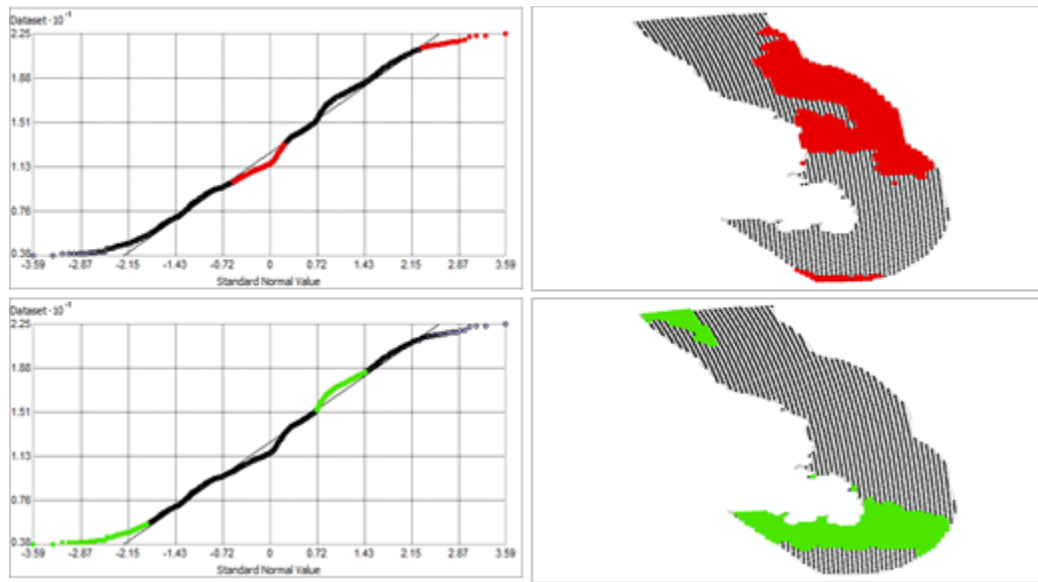 Dataset · 10⁻¹
2.25
1.88
1.51
1.13
0.76
0.38
-3.59 -2.87 -2.15 -1.43 -0.72 0 0.72 1.43 2.15 2.87 3.59
Standard Normal Value
Dataset · 10⁻¹
2.25
1.88
1.51
1.13
0.76
0.38
-3.59 -2.87 -2.15 -1.43 -0.72 0 0.72 1.43 2.15 2.87 3.59
Standard Normal Value